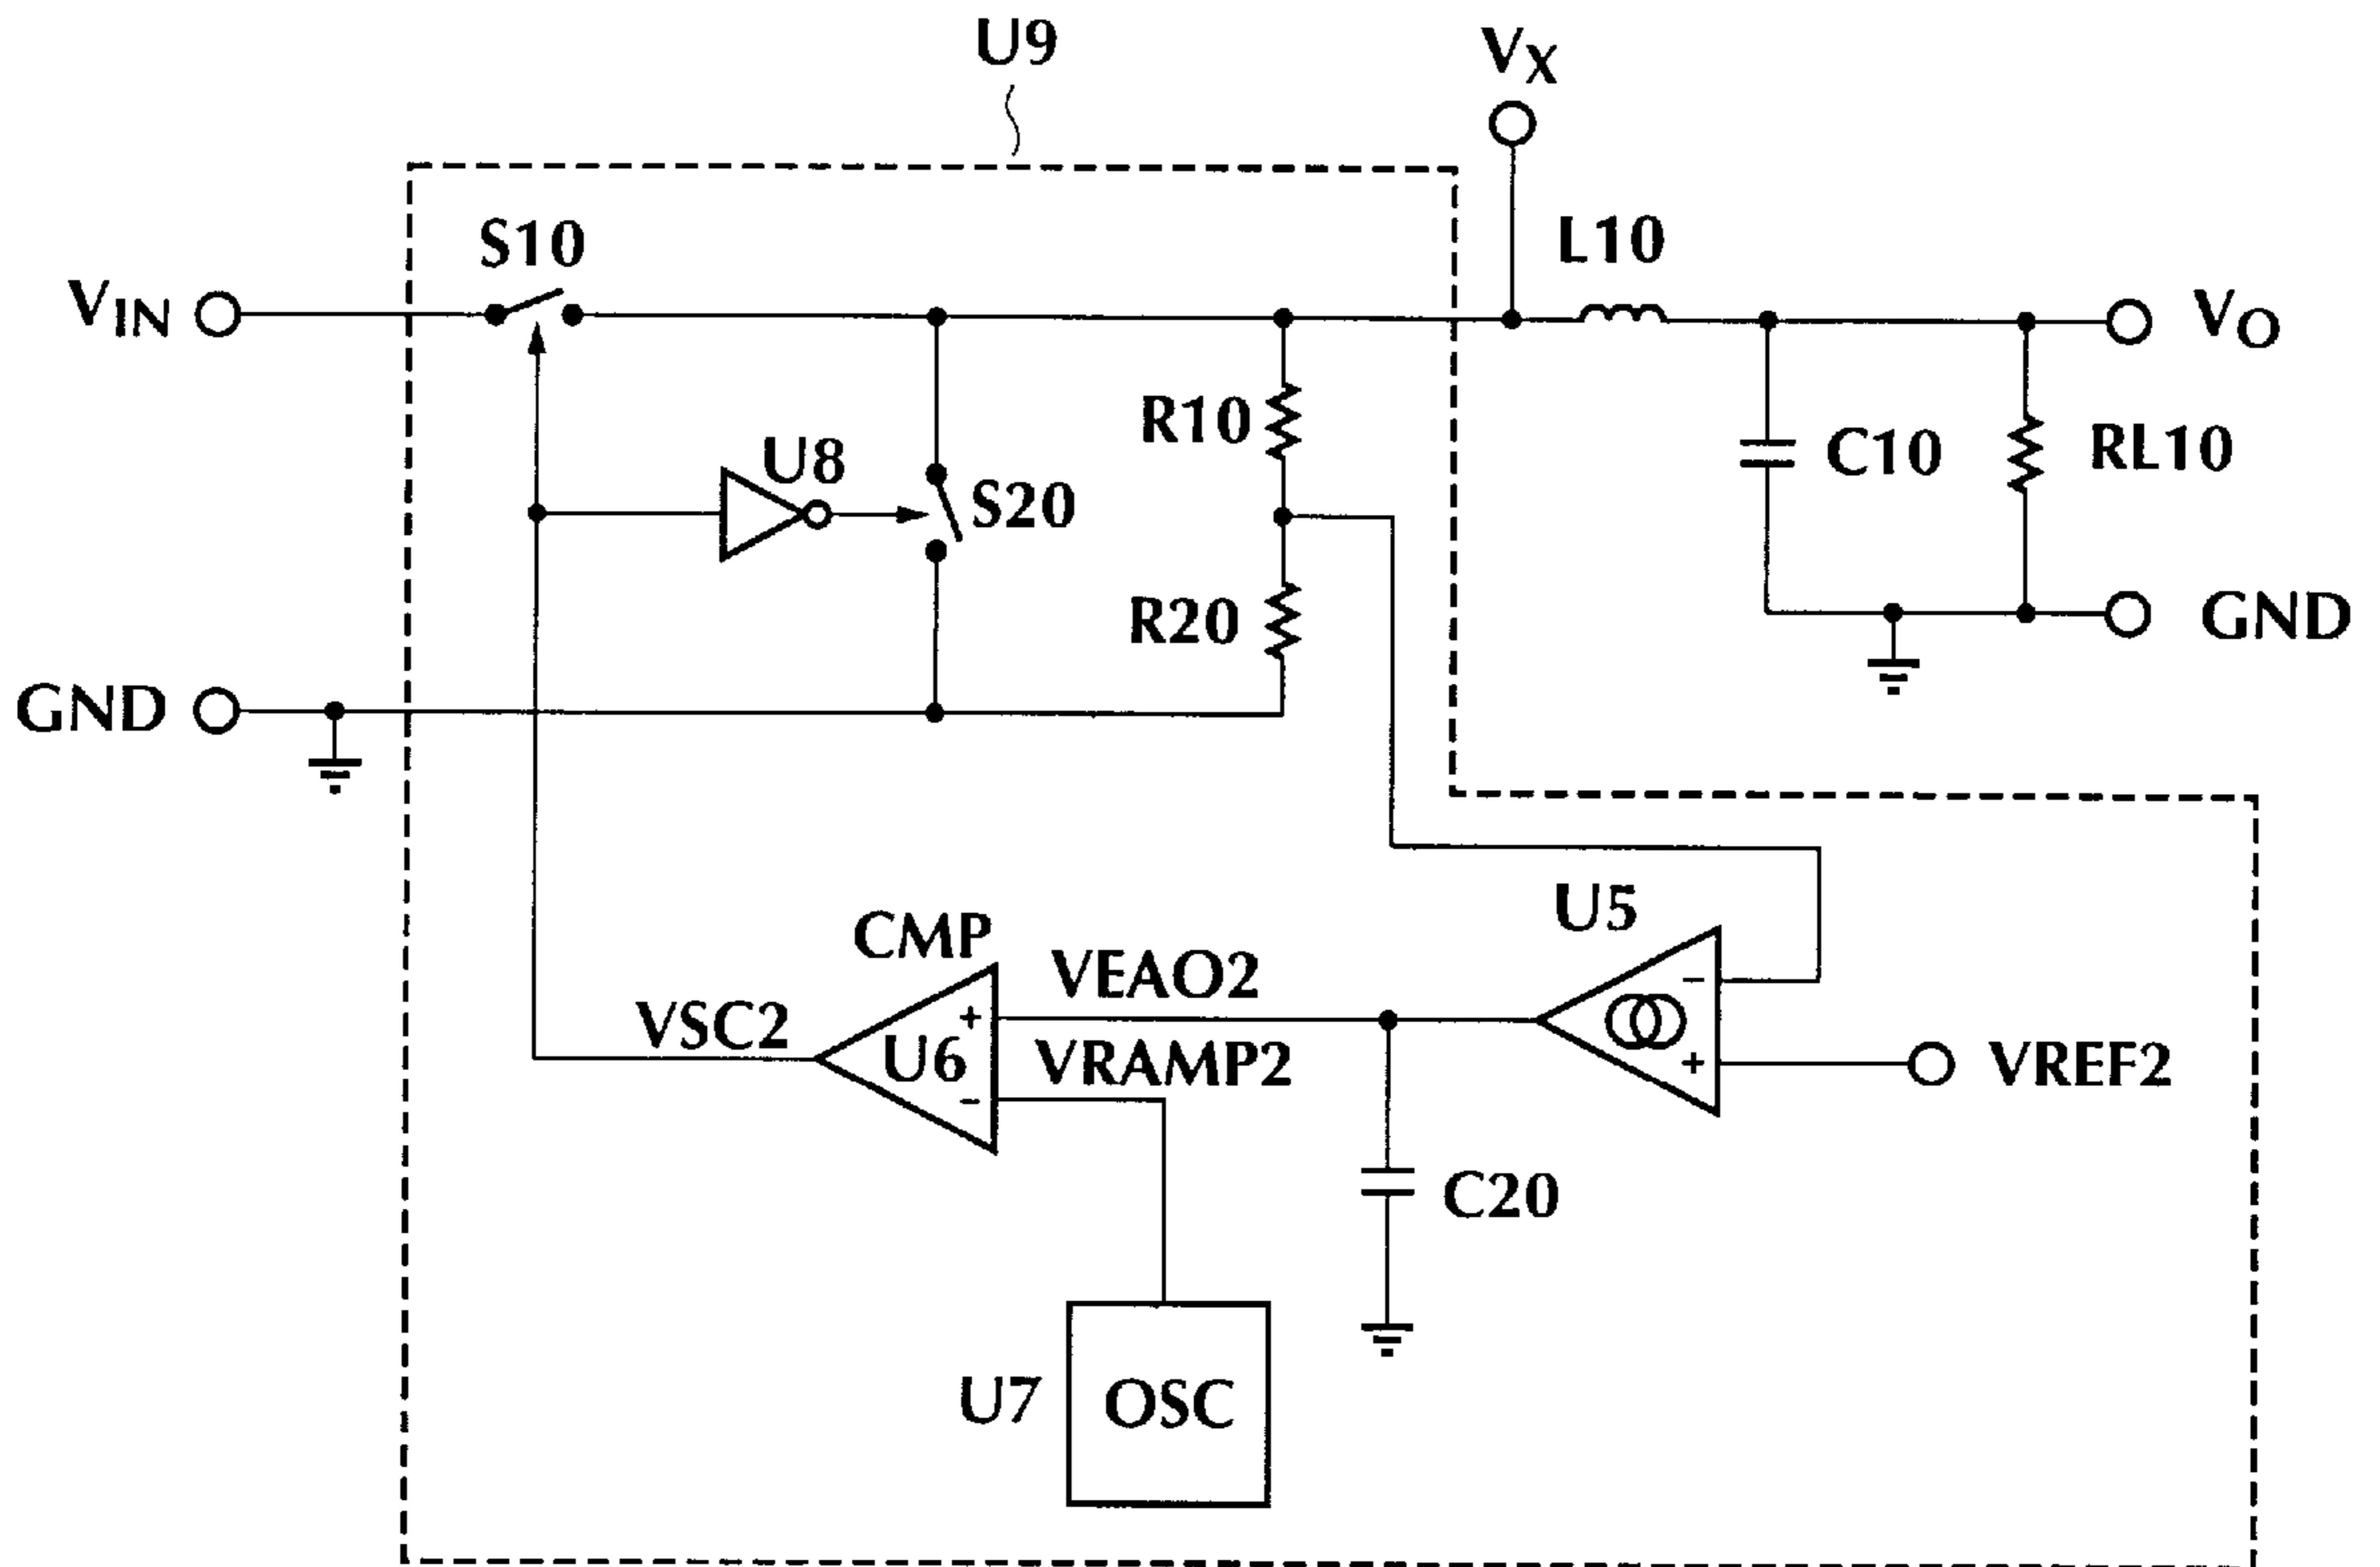 U9
VX
S10
L10
VIN
VO
R10
U8
C10
RL10
S20
R20
GND
GND
U5
CMP
VEAO2
−
VSC2
+
U6
VRAMP2
+
VREF2
−
C20
U7
OSC